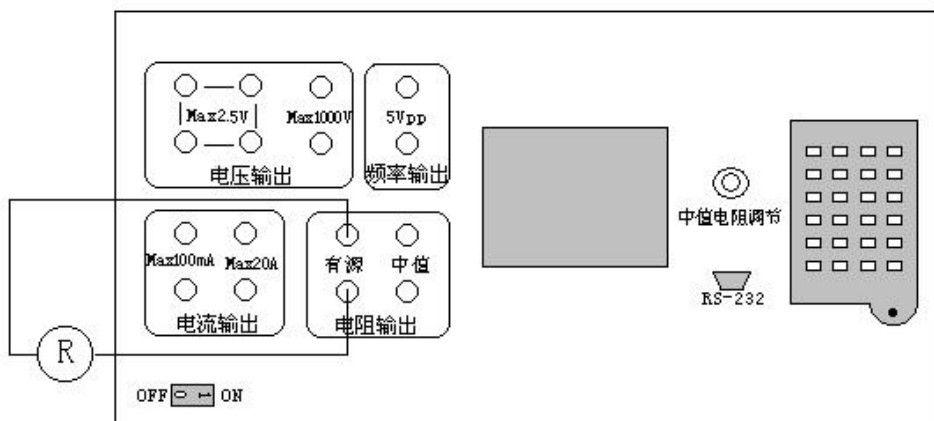 Max2.5V
Max1000V
电压输出
5Vpp
频率输出
Max100mA
Max20A
电流输出
有源
中值
电阻输出
中值电阻调节
RS-232
R
OFF
ON